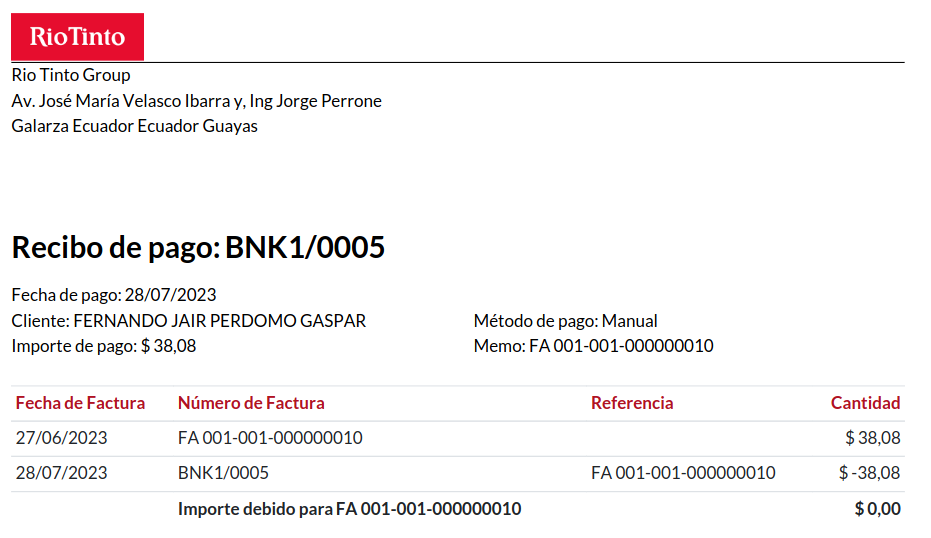 RioTinto
Rio Tinto Group
Av. José María Velasco Ibarra y, Ing Jorge Perrone
Galarza Ecuador Ecuador Guayas
Recibo de pago: BNK1/0005
Fecha de pago: 28/07/2023
Cliente: FERNANDO JAIR PERDOMO GASPAR Método de pago: Manual
Importe de pago: $ 38,08 Memo: FA 001-001-000000010
Fecha de Factura Número de Factura Referencia Cantidad
27/06/2023 FA 001-001-000000010 $ 38,08
28/07/2023 BNK1/0005 FA 001-001-000000010 $ -38,08
Importe debido para FA 001-001-000000010 $ 0,00